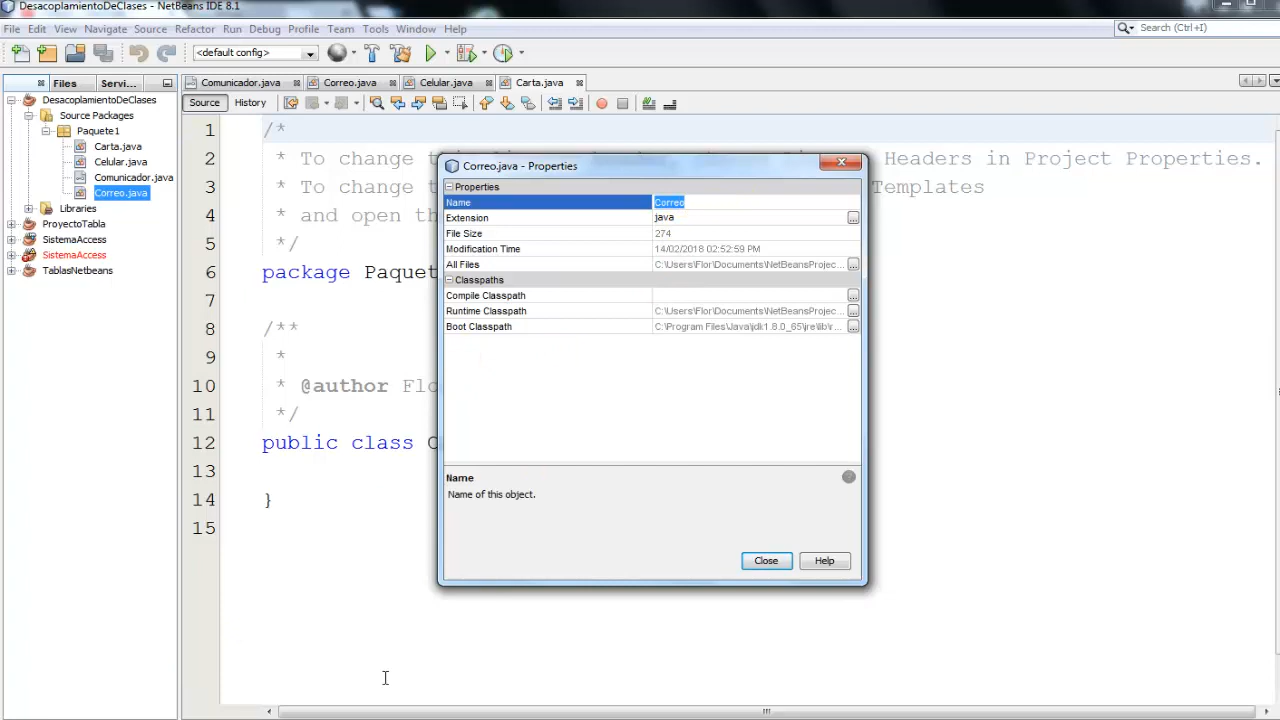 DesacoplamientoDeClases - NetBeans IDE 8.1
File Edit View Navigate Source Refactor Run Debug Profile Team Tools Window Help
Search (Ctrl+I)
<default config>
Files Servi...
Comunicador.java Correo.java Celular.java Carta.java
Source History
DesacoplamientoDeClases
Source Packages
Paquete1
Carta.java
Celular.java
Comunicador.java
Correo.java
Libraries
ProyectoTabla
SistemaAccess
SistemaAccess
TablasNetbeans
1 /*
2 * To change Headers in Project Properties.
3 * To change Templates
4 * and open
5 */
6 package Paquet
7
8 /**
9 *
10 * @author Flo
11 */
12 public class C
13
14 }
15
Correo.java - Properties
Properties
Name Correo
Extension java ...
File Size 274
Modification Time 14/02/2018 02:52:59 PM
All Files C:\Users\Flor\Documents\NetBeansProjec... ...
Classpaths
Compile Classpath ...
Runtime Classpath C:\Users\Flor\Documents\NetBeansProjec... ...
Boot Classpath C:\Program Files\Java\jdk1.8.0_65\jre\lib\r... ...
Name
Name of this object.
Close Help